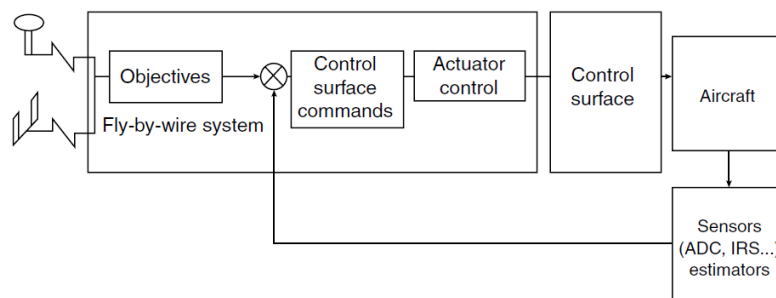 Objectives
Fly-by-wire system
Control
surface
commands
Actuator
control
Control
surface
Aircraft
Sensors
(ADC, IRS...)
estimators